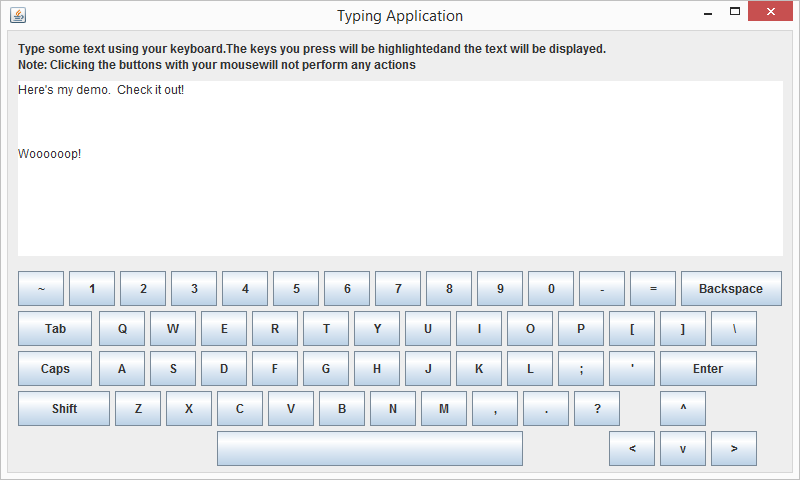 Typing Application
Type some text using your keyboard.The keys you press will be highlightedand the text will be displayed.
Note: Clicking the buttons with your mousewill not perform any actions
Here's my demo.  Check it out!
Woooooop!
~ 1 2 3 4 5 6 7 8 9 0 - = Backspace
Tab Q W E R T Y U I O P [ ] \
Caps A S D F G H J K L ; ' Enter
Shift Z X C V B N M , . ? ^
< v >